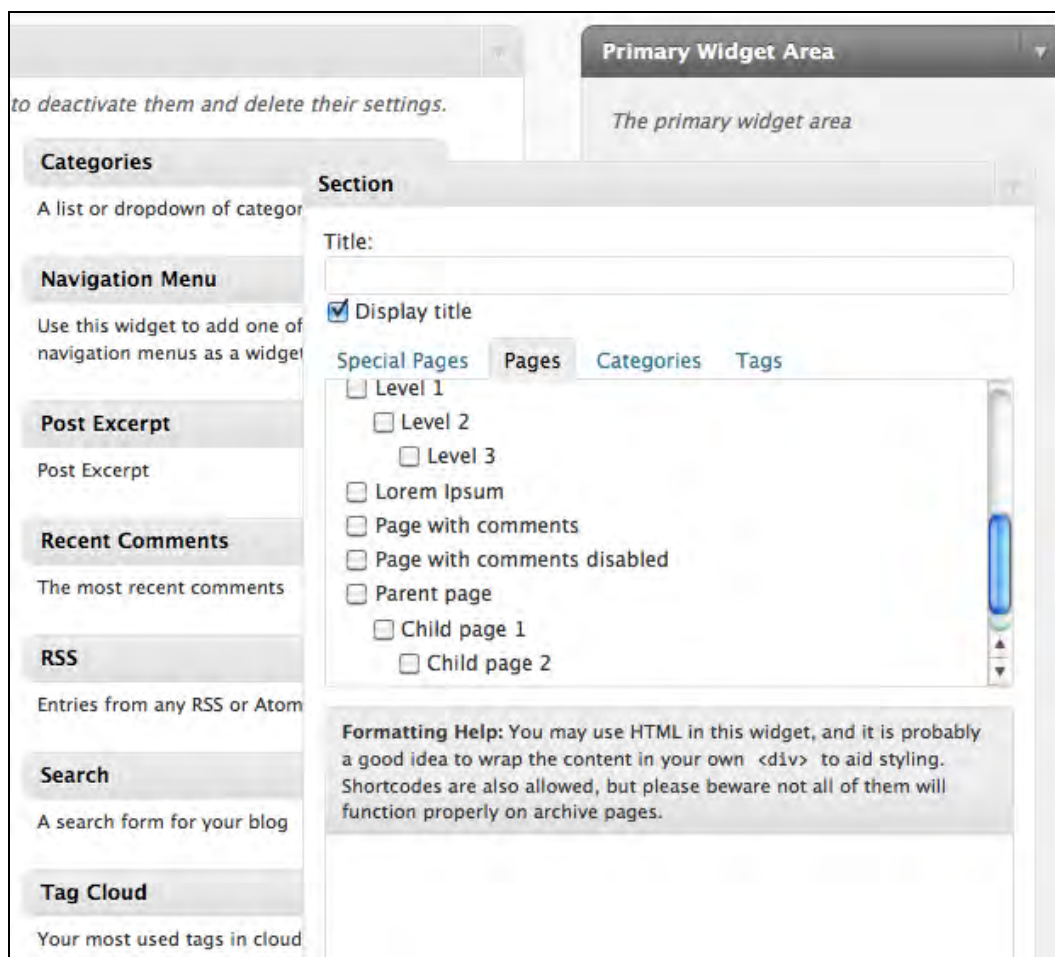 Primary Widget Area
to deactivate them and delete their settings.
The primary widget area
Categories
A list or dropdown of categor
Navigation Menu
Use this widget to add one of
navigation menus as a widget
Post Excerpt
Post Excerpt
Recent Comments
The most recent comments
RSS
Entries from any RSS or Atom
Search
A search form for your blog
Tag Cloud
Your most used tags in cloud
Section
Title:
Display title
Special Pages Pages Categories Tags
Level 1
Level 2
Level 3
Lorem Ipsum
Page with comments
Page with comments disabled
Parent page
Child page 1
Child page 2
Formatting Help: You may use HTML in this widget, and it is probably
a good idea to wrap the content in your own <div> to aid styling.
Shortcodes are also allowed, but please beware not all of them will
function properly on archive pages.